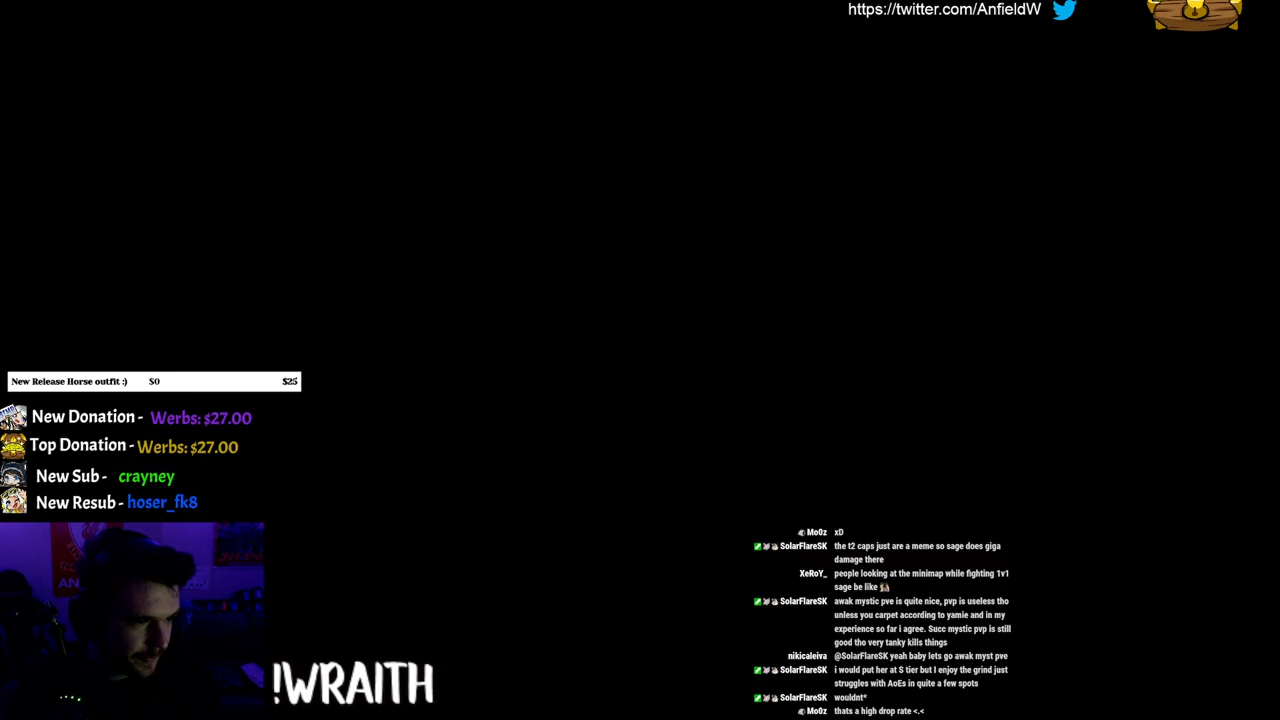 https://twitter.com/AnfieldW
New Release Horse outfit :) $0 $25
New Donation - Werbs: $27.00
Top Donation - Werbs: $27.00
New Sub - crayney
New Resub - hoser_fk8
!WRAITH
Mo0z xD
SolarFlareSK the t2 caps just are a meme so sage does giga
damage there
XeRoY_ people looking at the minimap while fighting 1v1
sage be like
SolarFlareSK awak mystic pve is quite nice, pvp is useless tho
unless you carpet according to yamie and in my
experience so far i agree. Succ mystic pvp is still
good tho very tanky kills things
nikicaleiva @SolarFlareSK yeah baby lets go awak myst pve
SolarFlareSK i would put her at S tier but I enjoy the grind just
struggles with AoEs in quite a few spots
SolarFlareSK wouldnt*
Mo0z thats a high drop rate <.<